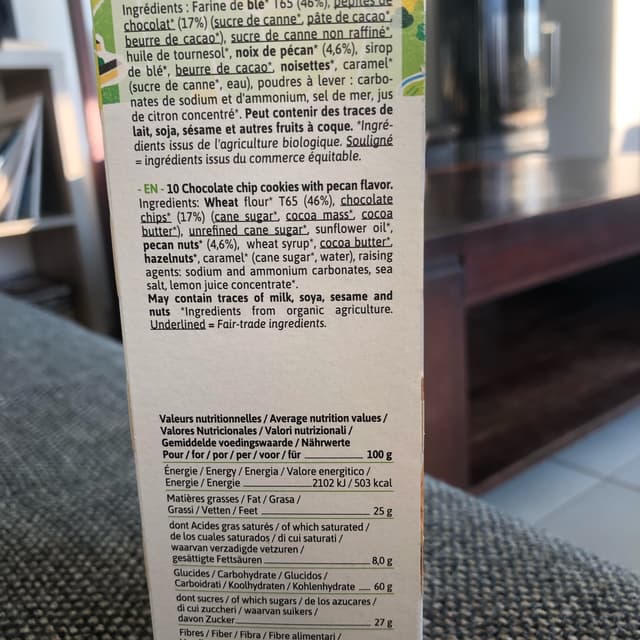 Ingrédients : Farine de blé* T65 (46%), pépites de
chocolat* (17%) (sucre de canne*, pâte de cacao*,
beurre de cacao*), sucre de canne non raffiné*,
huile de tournesol*, noix de pécan* (4,6%), sirop
de blé*, beurre de cacao*, noisettes*, caramel*
(sucre de canne*, eau), poudres à lever : carbo-
nates de sodium et d'ammonium, sel de mer, jus
de citron concentré*. Peut contenir des traces de
lait, soja, sésame et autres fruits à coque. *Ingré-
dients issus de l'agriculture biologique. Souligné
= ingrédients issus du commerce équitable.
- EN - 10 Chocolate chip cookies with pecan flavor.
Ingredients: Wheat flour* T65 (46%), chocolate
chips* (17%) (cane sugar*, cocoa mass*, cocoa
butter*), unrefined cane sugar*, sunflower oil*,
pecan nuts* (4,6%), wheat syrup*, cocoa butter*,
hazelnuts*, caramel* (cane sugar*, water), raising
agents: sodium and ammonium carbonates, sea
salt, lemon juice concentrate*.
May contain traces of milk, soya, sesame and
nuts *Ingredients from organic agriculture.
Underlined = Fair-trade ingredients.
Valeurs nutritionnelles / Average nutrition values /
Valores Nutricionales / Valori nutrizionali /
Gemiddelde voedingswaarde / Nährwerte
Pour / for / por / per / voor / für 100 g
Énergie / Energy / Energia / Valore energitico /
Energie / Energie 2102 kJ / 503 kcal
Matières grasses / Fat / Grasa /
Grassi / Vetten / Feet 25 g
dont Acides gras saturés / of which saturated /
de los cuales saturados / di cui saturati /
waarvan verzadigde vetzuren /
gesättigte Fettsäuren 8,0 g
Glucides / Carbohydrate / Glucidos /
Carboidrati / Koolhydraten / Kohlenhydrate 60 g
dont sucres / of which sugars / de los azucares /
di cui zuccheri / waarvan suikers /
davon Zucker 27 g
Fibres / Fiber / Fibra / Fibre alimentari /